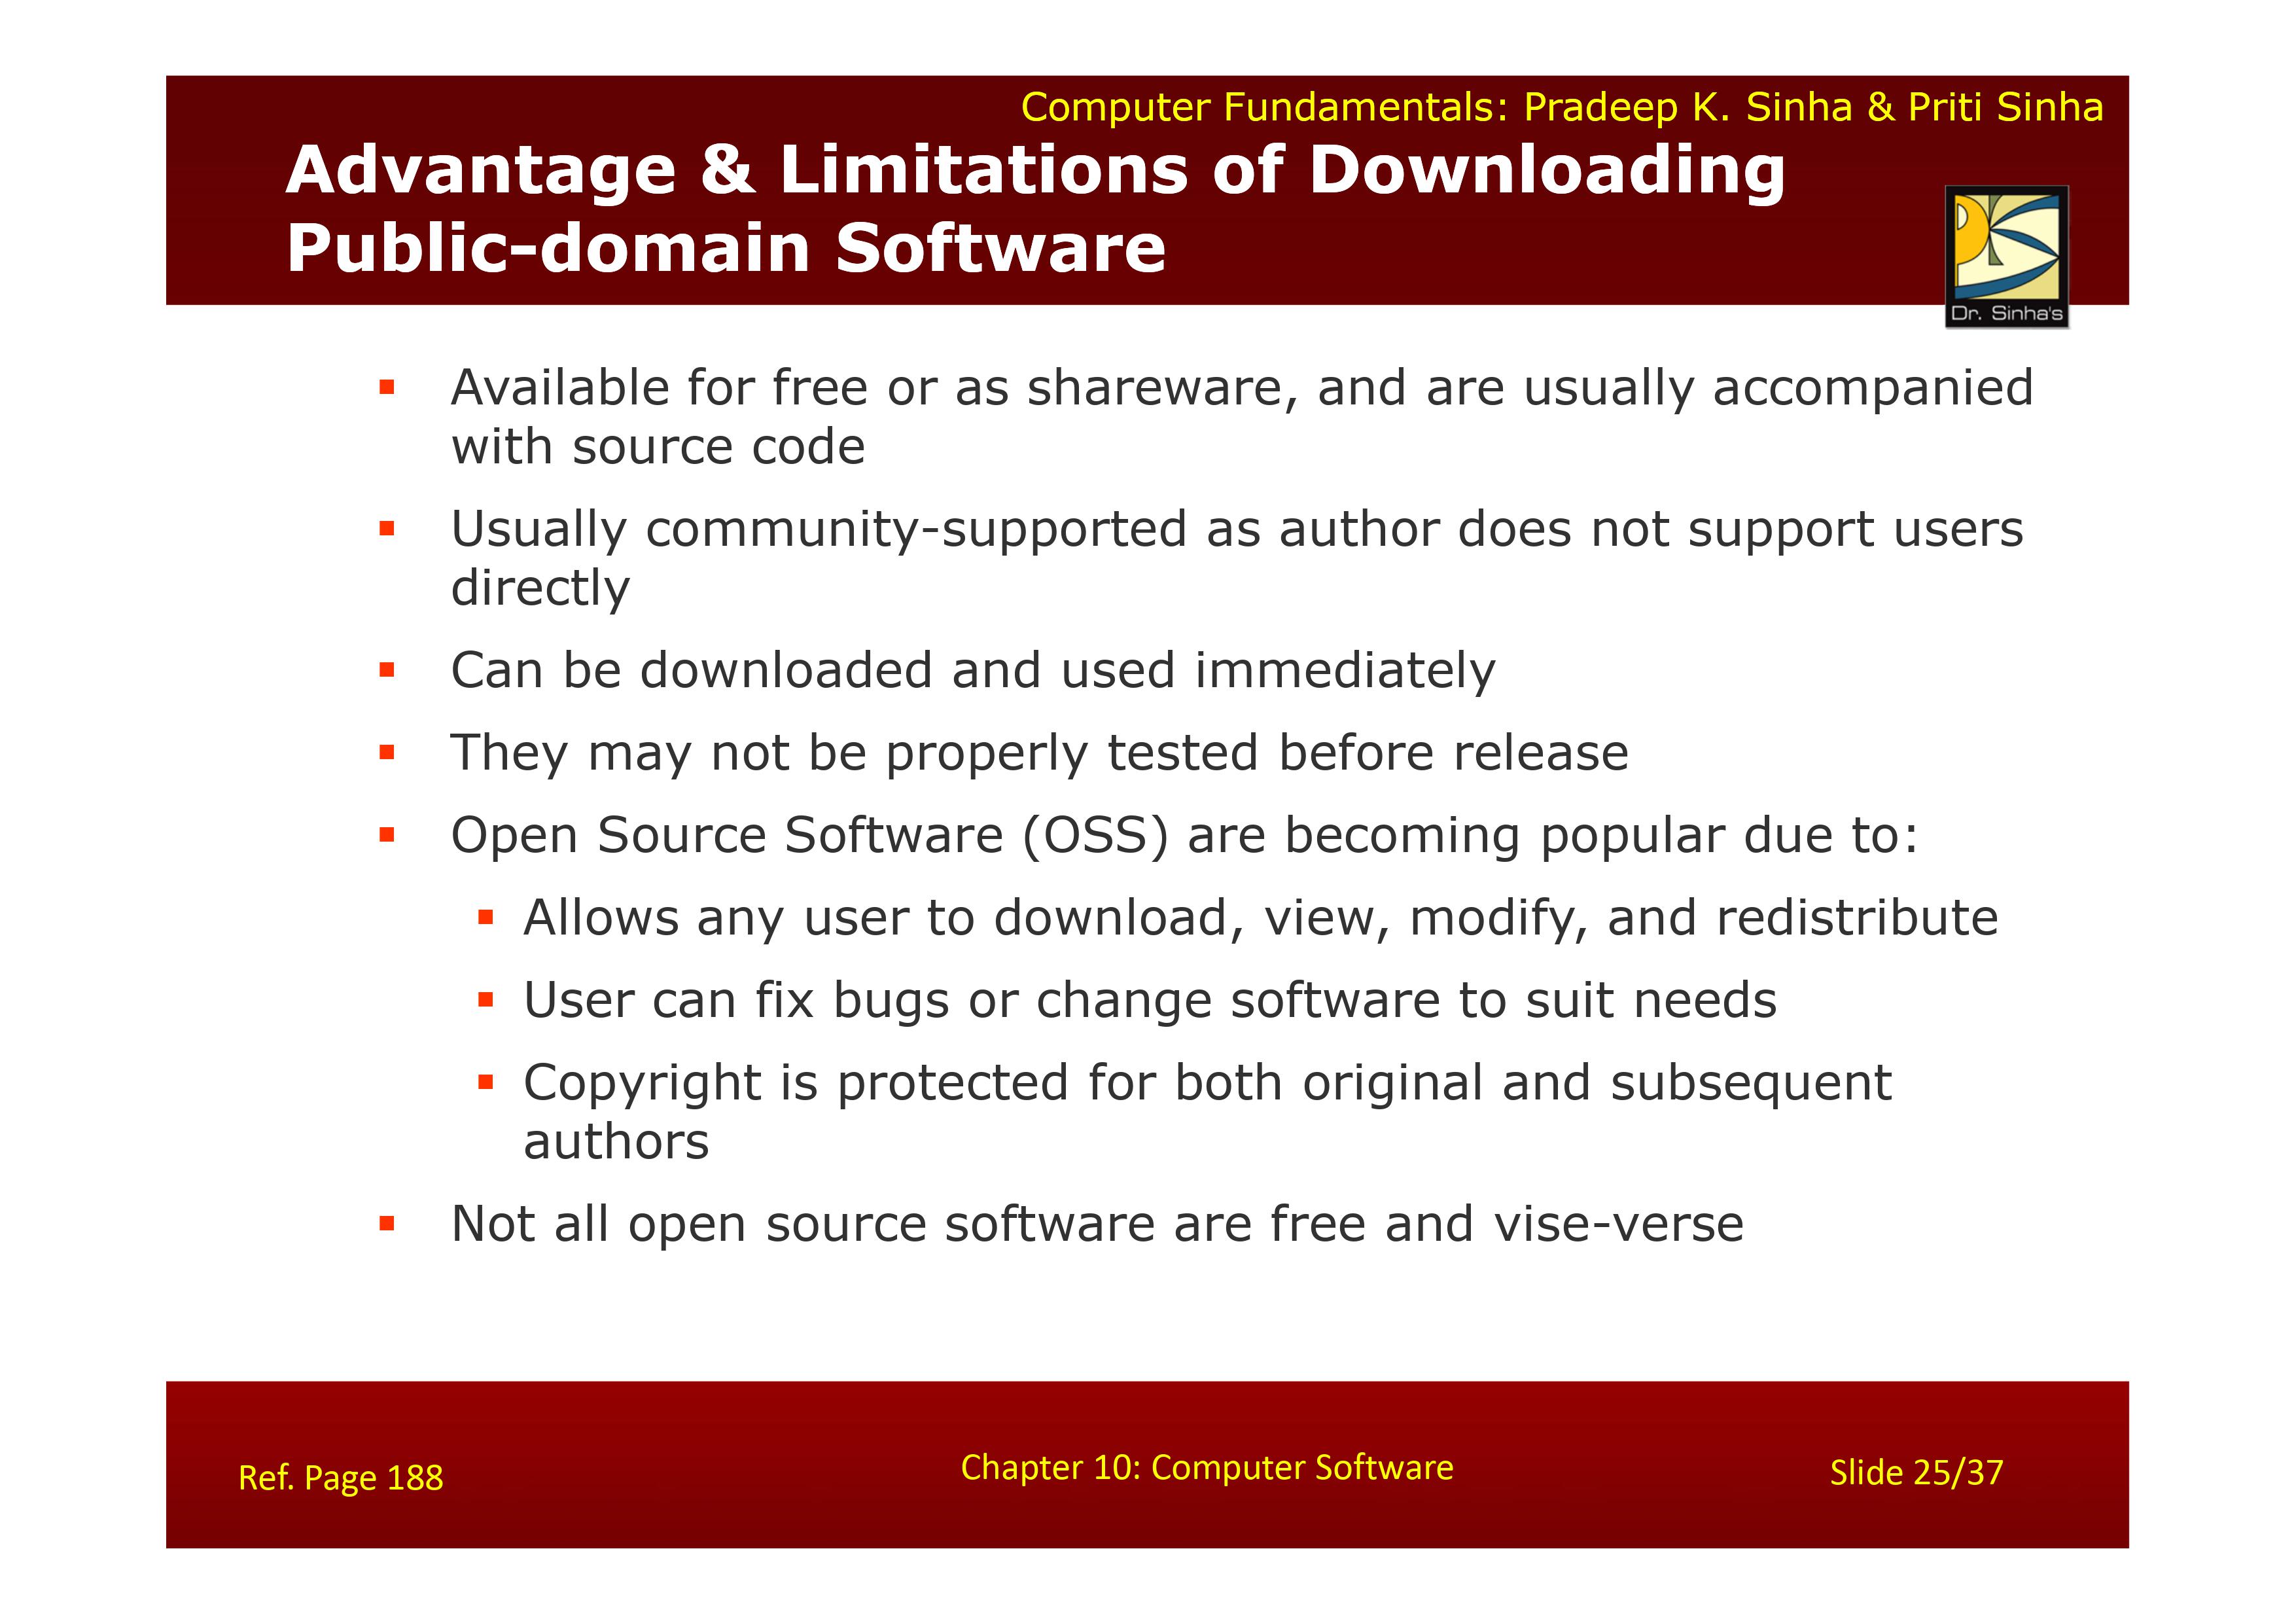 Computer Fundamentals: Pradeep K. Sinha & Priti Sinha
Advantage & Limitations of Downloading
Public-domain Software
Dr. Sinha's
▪ Available for free or as shareware, and are usually accompanied
with source code
▪ Usually community-supported as author does not support users
directly
▪ Can be downloaded and used immediately
▪ They may not be properly tested before release
▪ Open Source Software (OSS) are becoming popular due to:
▪ Allows any user to download, view, modify, and redistribute
▪ User can fix bugs or change software to suit needs
▪ Copyright is protected for both original and subsequent
authors
▪ Not all open source software are free and vise-verse
Ref. Page 188
Chapter 10: Computer Software
Slide 25/37